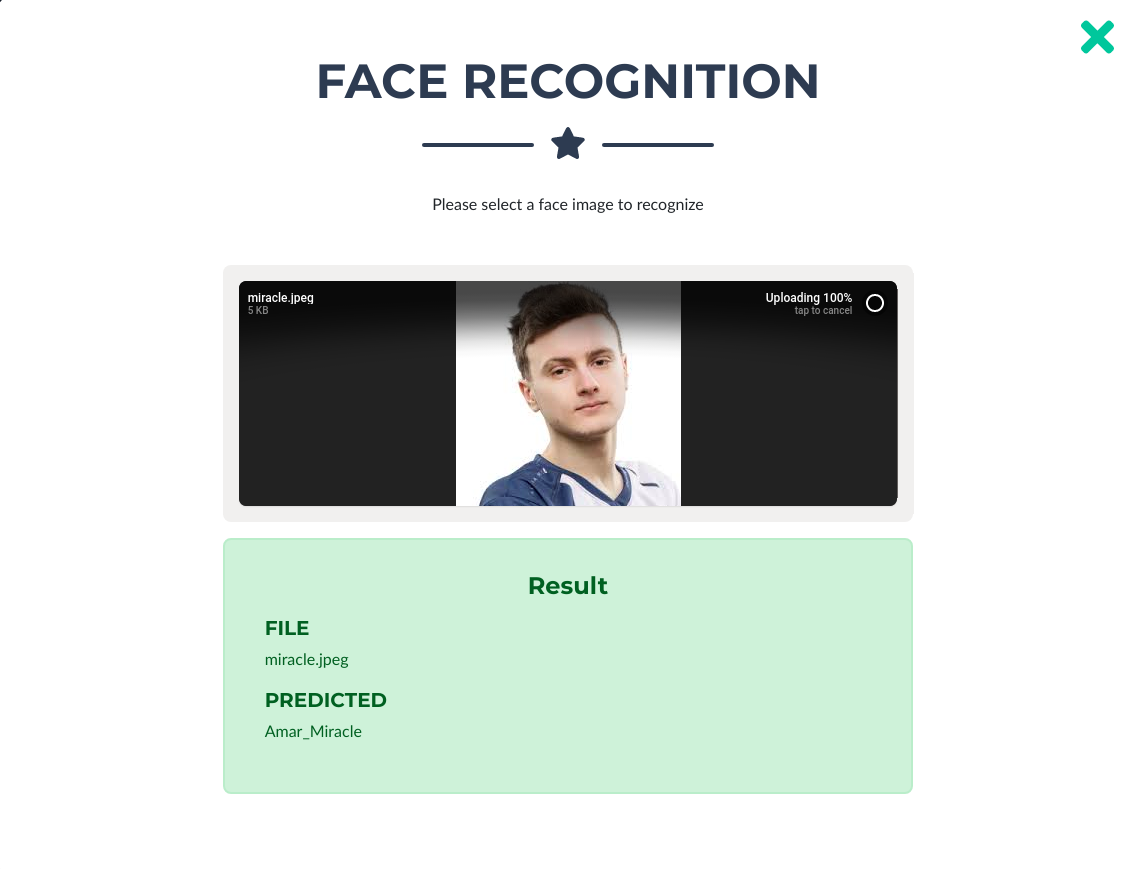 FACE RECOGNITION
Please select a face image to recognize
miracle.jpeg
5 KB
Uploading 100%
tap to cancel
Result
FILE
miracle.jpeg
PREDICTED
Amar_Miracle